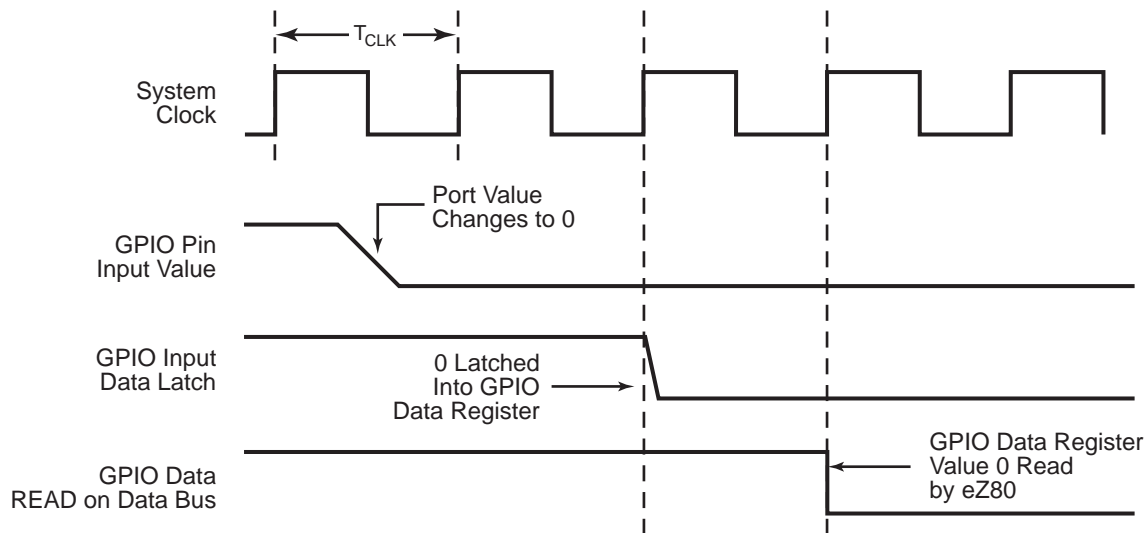 T_CLK
System
Clock
Port Value
Changes to 0
GPIO Pin
Input Value
GPIO Input
Data Latch
0 Latched
Into GPIO
Data Register
GPIO Data
READ on Data Bus
GPIO Data Register
Value 0 Read
by eZ80